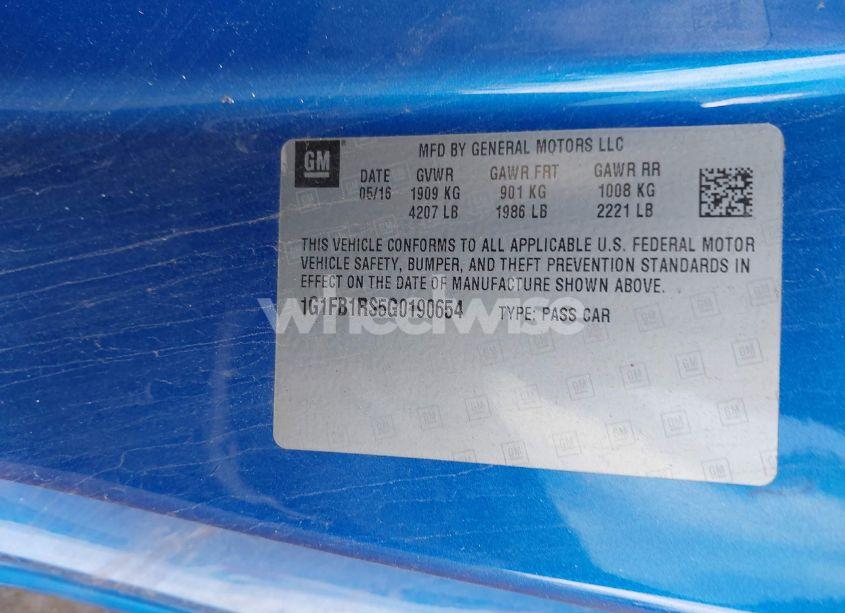 GM
MFD BY GENERAL MOTORS LLC
DATE GVWR GAWR FRT GAWR RR
05/16 1909 KG 901 KG 1008 KG
4207 LB 1986 LB 2221 LB
THIS VEHICLE CONFORMS TO ALL APPLICABLE U.S. FEDERAL MOTOR
VEHICLE SAFETY, BUMPER, AND THEFT PREVENTION STANDARDS IN
EFFECT ON THE DATE OF MANUFACTURE SHOWN ABOVE.
1G1FB1RS5G0190654 TYPE: PASS CAR
wheelwise